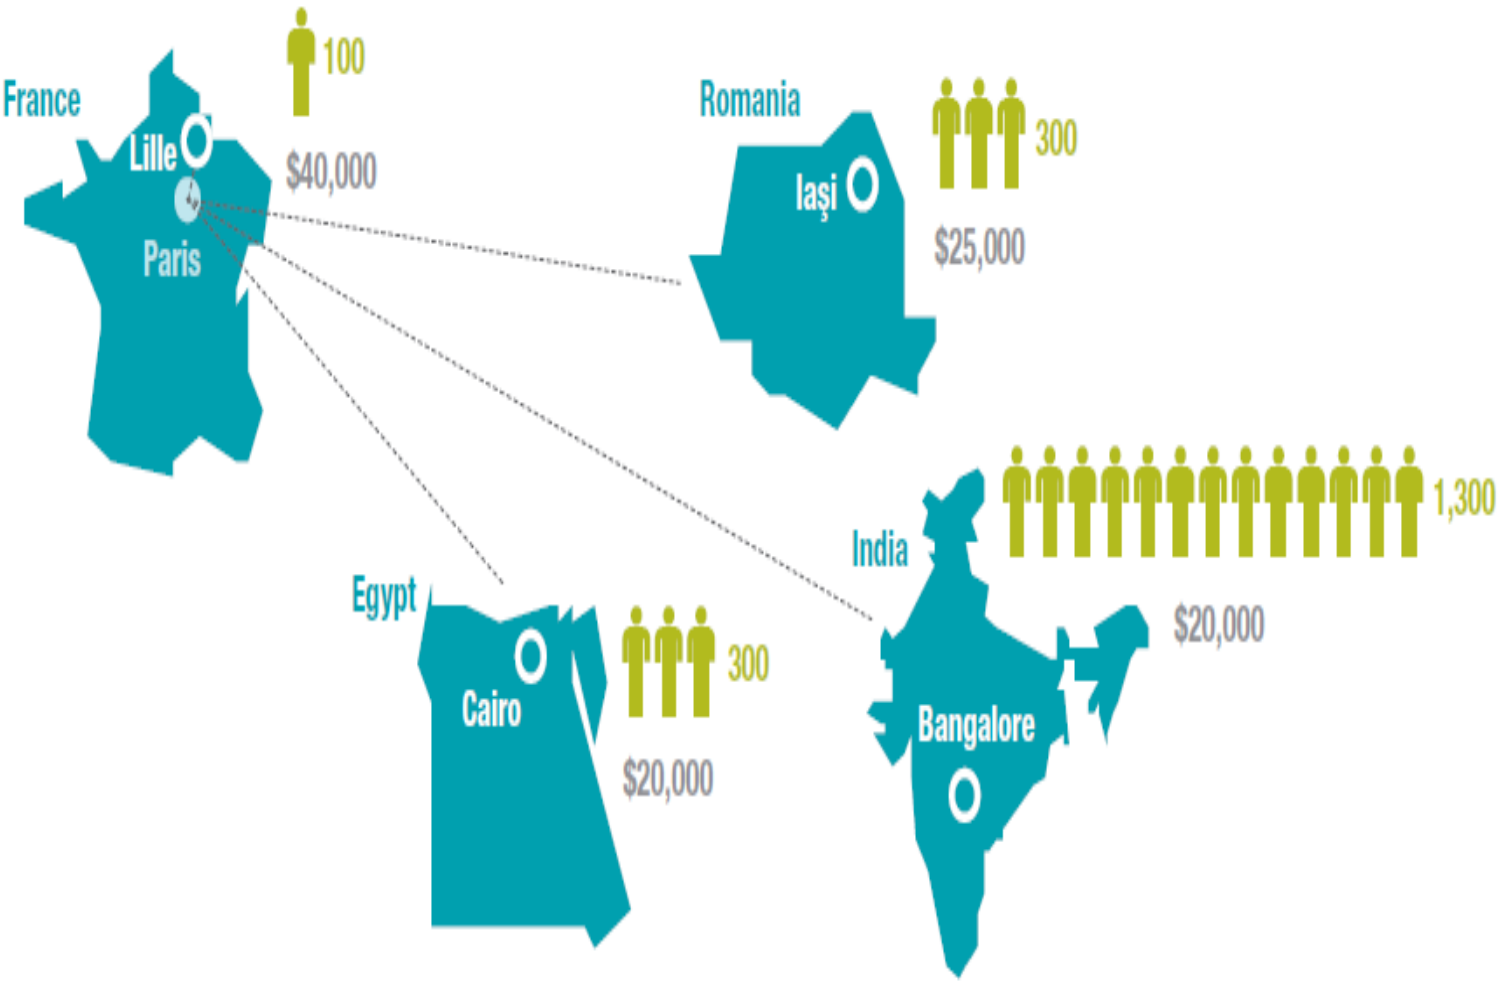 France
100
Lille
$40,000
Paris
Romania
300
Iaşi
$25,000
Egypt
300
Cairo
$20,000
India
1,300
$20,000
Bangalore